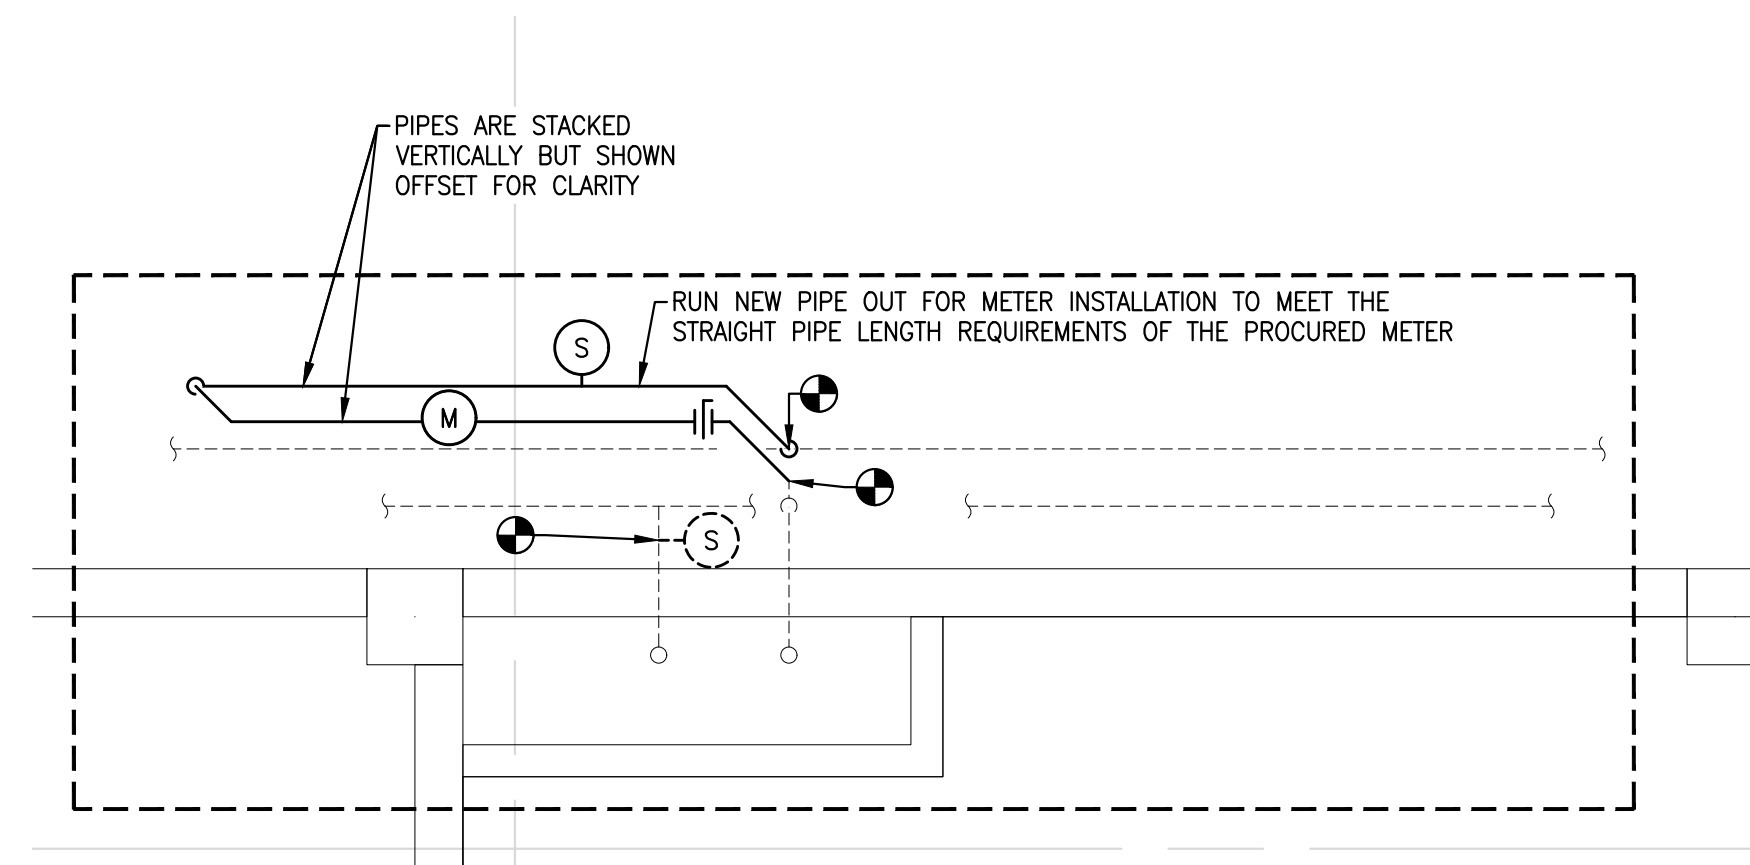 PIPES ARE STACKED
VERTICALLY BUT SHOWN
OFFSET FOR CLARITY
RUN NEW PIPE OUT FOR METER INSTALLATION TO MEET THE
STRAIGHT PIPE LENGTH REQUIREMENTS OF THE PROCURED METER
S
M
S